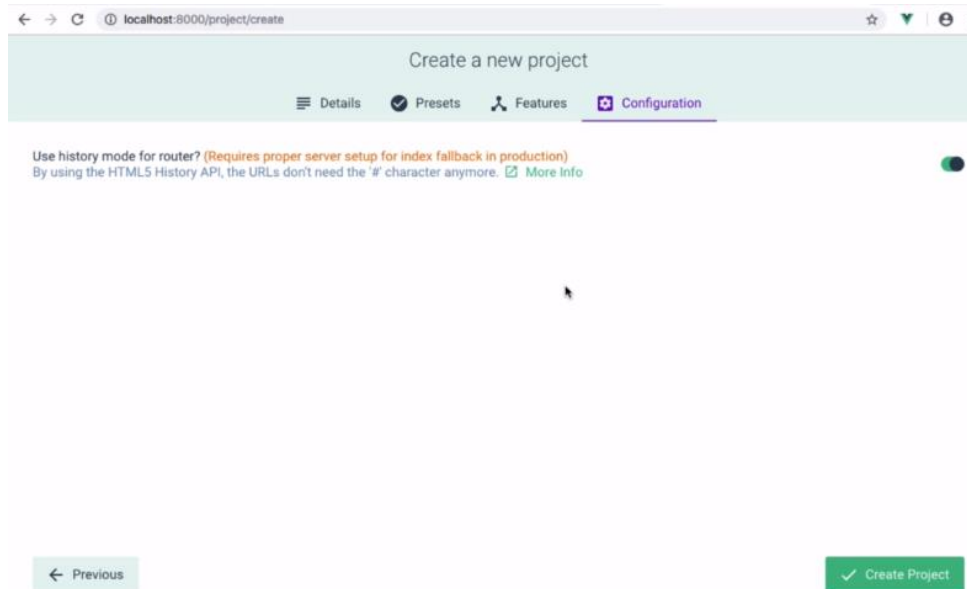 localhost:8000/project/create
Create a new project
Details Presets Features Configuration
Use history mode for router? (Requires proper server setup for index fallback in production)
By using the HTML5 History API, the URLs don't need the '#' character anymore. More Info
Previous Create Project